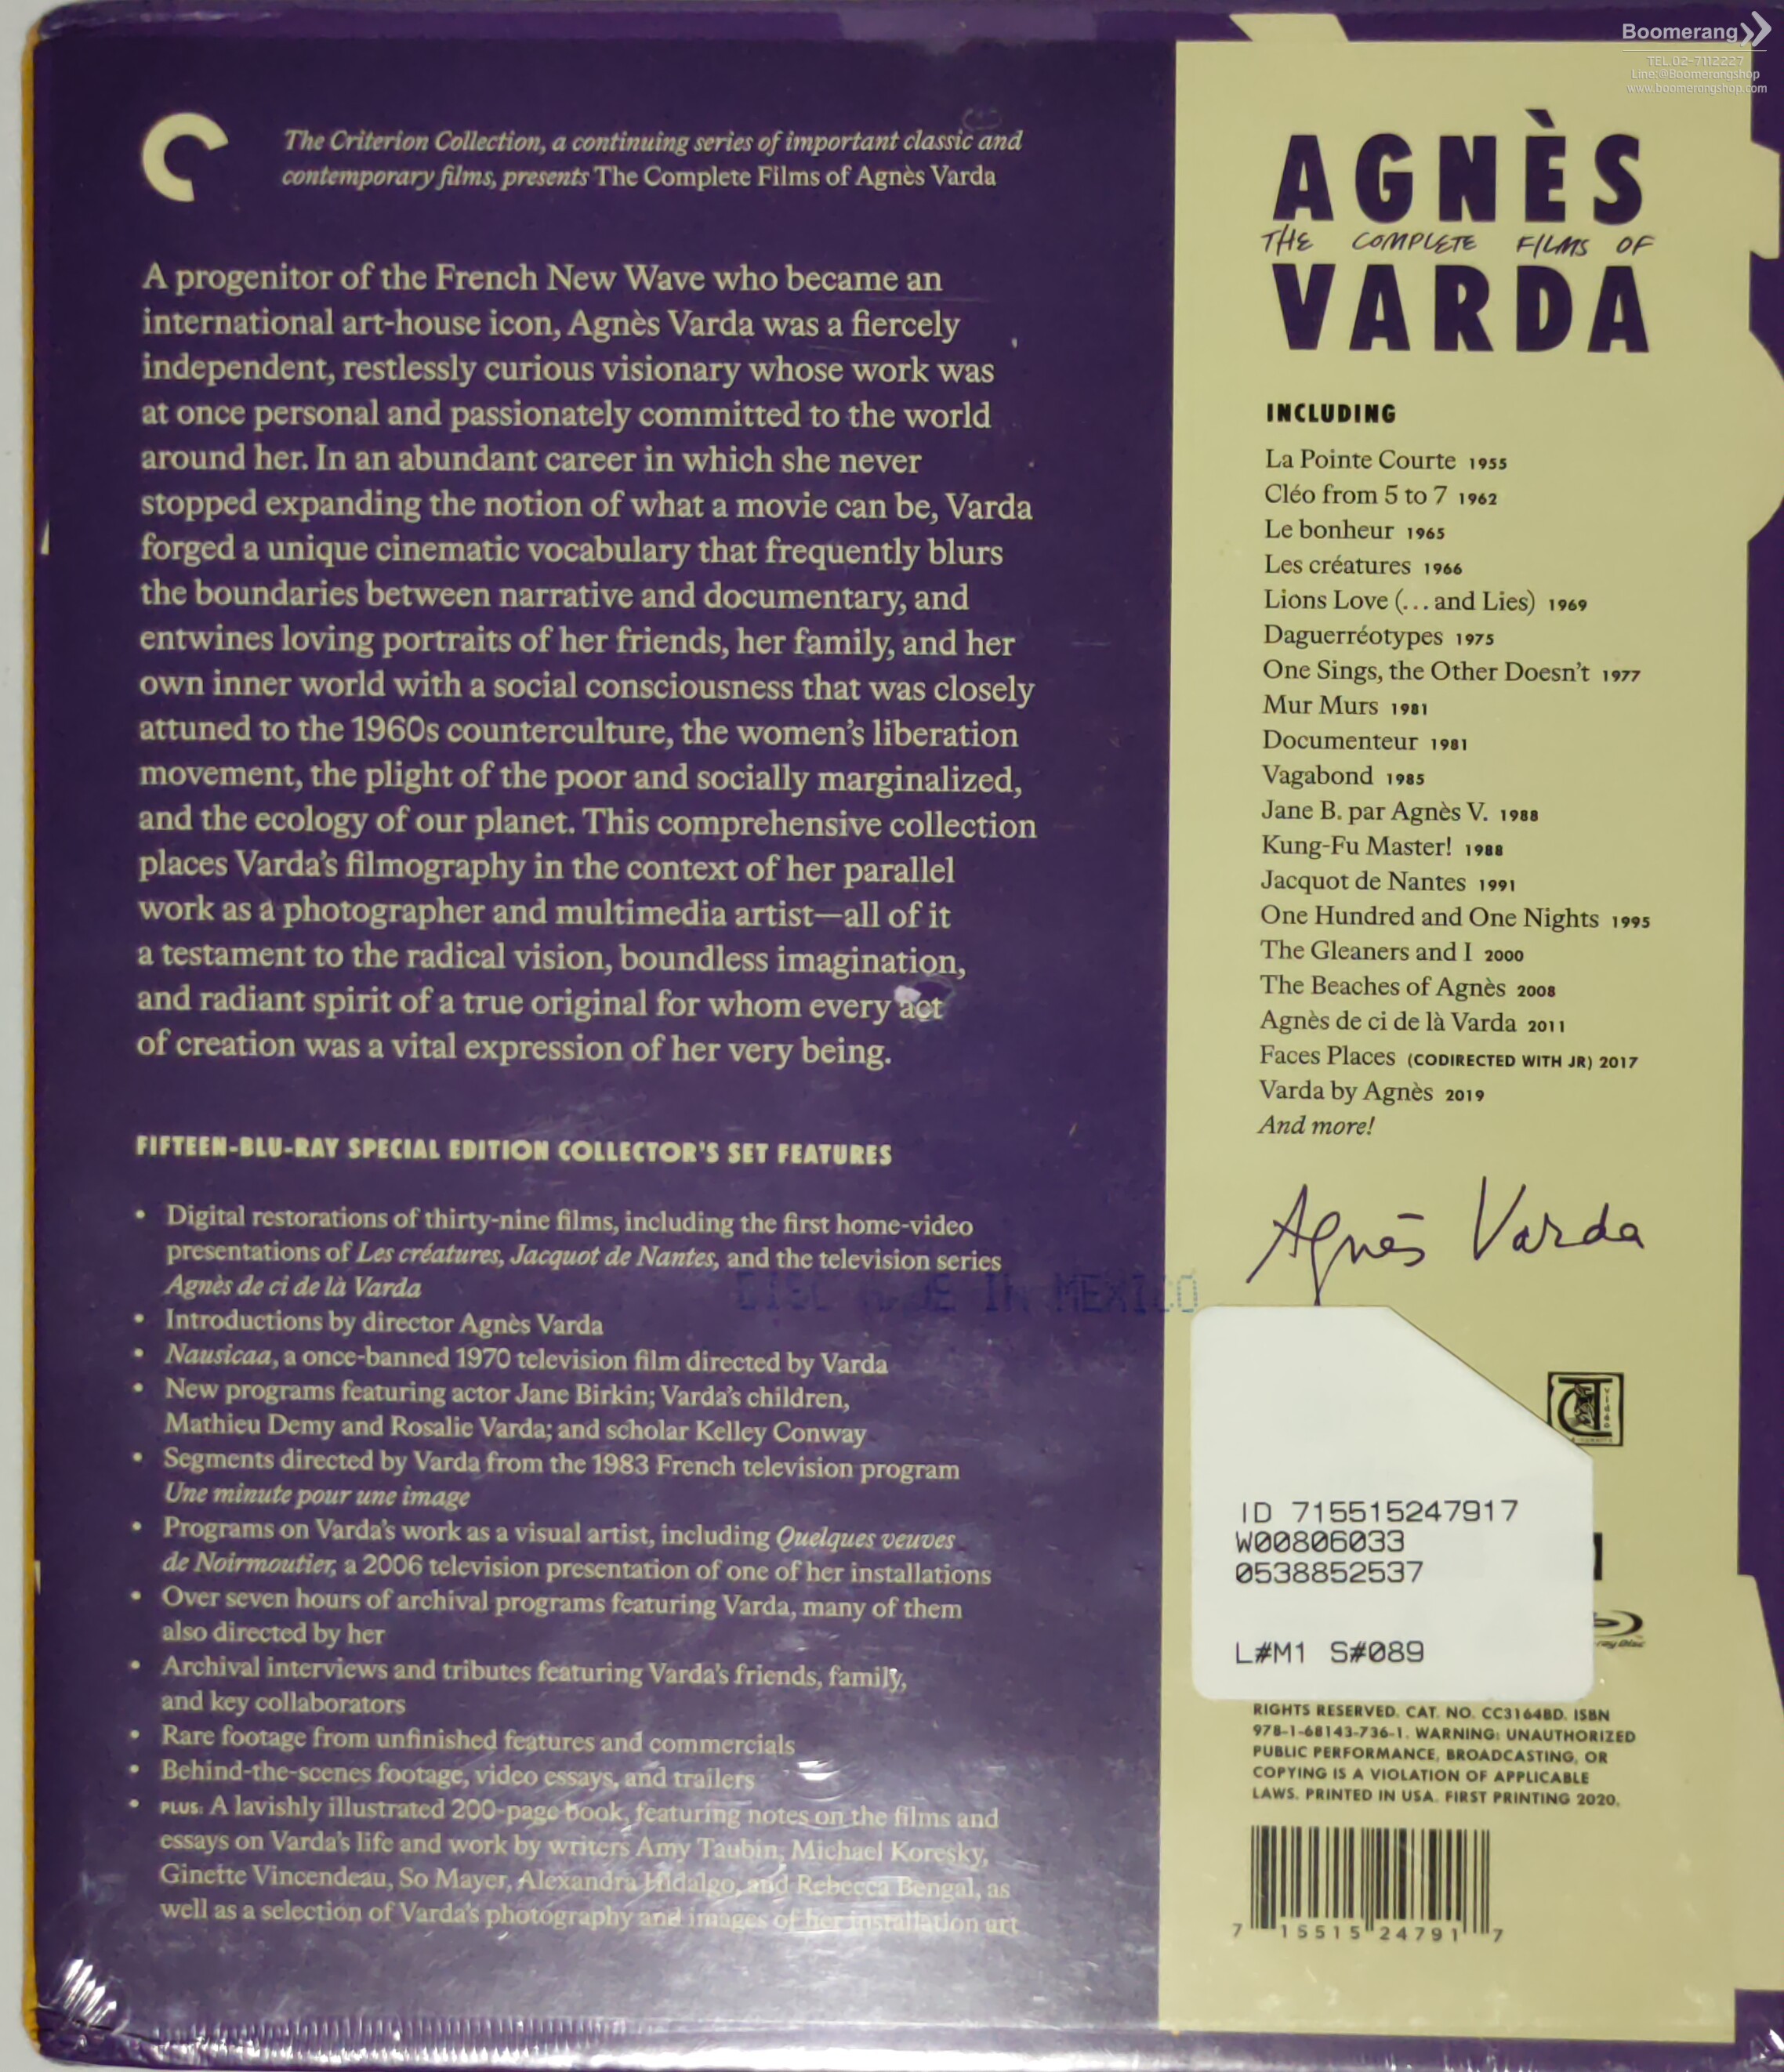 Boomerang
TEL.02-7112227
Line:@Boomerangshop
www.boomerangshop.com
The Criterion Collection, a continuing series of important classic and
contemporary films, presents The Complete Films of Agnès Varda
A progenitor of the French New Wave who became an
international art-house icon, Agnès Varda was a fiercely
independent, restlessly curious visionary whose work was
at once personal and passionately committed to the world
around her. In an abundant career in which she never
stopped expanding the notion of what a movie can be, Varda
forged a unique cinematic vocabulary that frequently blurs
the boundaries between narrative and documentary, and
entwines loving portraits of her friends, her family, and her
own inner world with a social consciousness that was closely
attuned to the 1960s counterculture, the women's liberation
movement, the plight of the poor and socially marginalized,
and the ecology of our planet. This comprehensive collection
places Varda's filmography in the context of her parallel
work as a photographer and multimedia artist—all of it
a testament to the radical vision, boundless imagination,
and radiant spirit of a true original for whom every act
of creation was a vital expression of her very being.
FIFTEEN-BLU-RAY SPECIAL EDITION COLLECTOR'S SET FEATURES
• Digital restorations of thirty-nine films, including the first home-video
presentations of Les créatures, Jacquot de Nantes, and the television series
Agnès de ci de là Varda
• Introductions by director Agnès Varda
• Nausicaa, a once-banned 1970 television film directed by Varda
• New programs featuring actor Jane Birkin; Varda's children,
Mathieu Demy and Rosalie Varda; and scholar Kelley Conway
• Segments directed by Varda from the 1983 French television program
Une minute pour une image
• Programs on Varda's work as a visual artist, including Quelques veuves
de Noirmoutier, a 2006 television presentation of one of her installations
• Over seven hours of archival programs featuring Varda, many of them
also directed by her
• Archival interviews and tributes featuring Varda's friends, family,
and key collaborators
• Rare footage from unfinished features and commercials
• Behind-the-scenes footage, video essays, and trailers
• PLUS: A lavishly illustrated 200-page book, featuring notes on the films and
essays on Varda's life and work by writers Amy Taubin, Michael Koresky,
Ginette Vincendeau, So Mayer, Alexandra Hidalgo, and Rebecca Bengal, as
well as a selection of Varda's photography and images of her installation art
DISC MADE IN MEXICO
AGNÈS
THE COMPLETE FILMS OF
VARDA
INCLUDING
La Pointe Courte 1955
Cléo from 5 to 7 1962
Le bonheur 1965
Les créatures 1966
Lions Love (... and Lies) 1969
Daguerréotypes 1975
One Sings, the Other Doesn't 1977
Mur Murs 1981
Documenteur 1981
Vagabond 1985
Jane B. par Agnès V. 1988
Kung-Fu Master! 1988
Jacquot de Nantes 1991
One Hundred and One Nights 1995
The Gleaners and I 2000
The Beaches of Agnès 2008
Agnès de ci de là Varda 2011
Faces Places (CODIRECTED WITH JR) 2017
Varda by Agnès 2019
And more!
Agnès Varda
ID 715515247917
W00806033
0538852537
L#M1 S#089
RIGHTS RESERVED. CAT. NO. CC3164BD. ISBN
978-1-68143-736-1. WARNING: UNAUTHORIZED
PUBLIC PERFORMANCE, BROADCASTING, OR
COPYING IS A VIOLATION OF APPLICABLE
LAWS. PRINTED IN USA. FIRST PRINTING 2020.
7 15515 24791 7